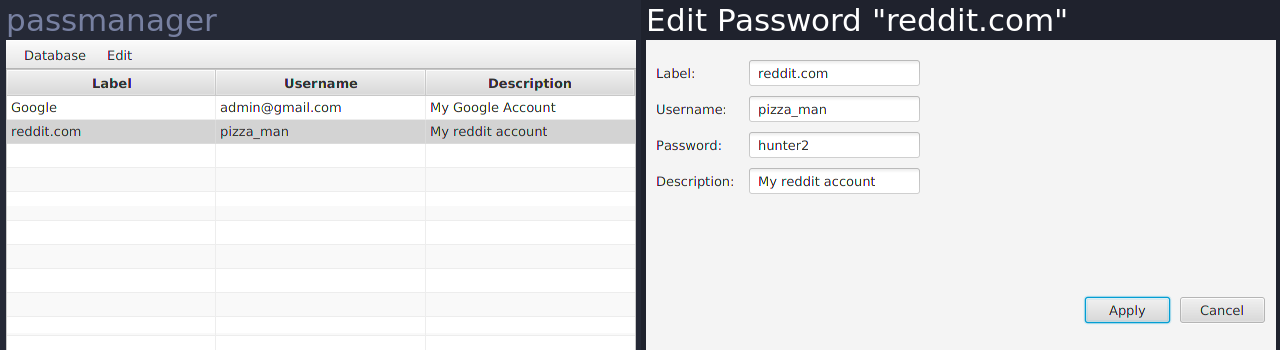 passmanager
Database Edit
Label Username Description
Google admin@gmail.com My Google Account
reddit.com pizza_man My reddit account
Edit Password "reddit.com"
Label: reddit.com
Username: pizza_man
Password: hunter2
Description: My reddit account
Apply Cancel